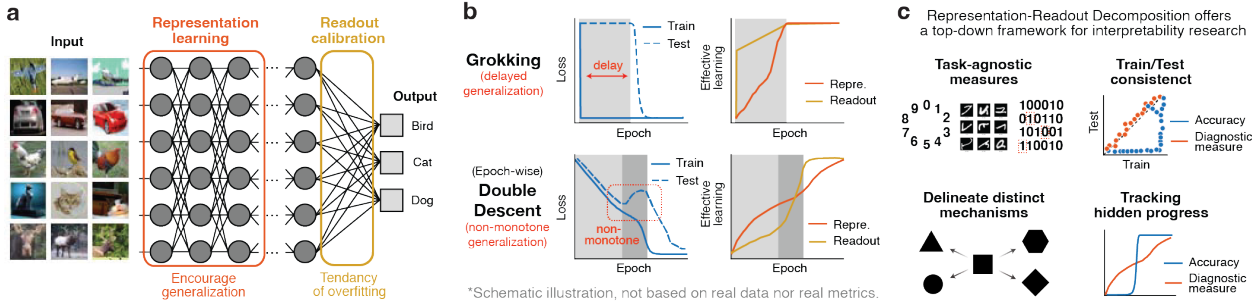 a
Input
Representation
learning
Readout
calibration
Output
Bird
Cat
Dog
Encourage
generalization
Tendancy
of overfitting
b
Grokking
(delayed
generalization)
Loss
delay
Train
Test
Epoch
Effective
learning
Repre.
Readout
Epoch
(Epoch-wise)
Double
Descent
(non-monotone
generalization)
Loss
Train
Test
non-
monotone
Epoch
Effective
learning
Repre.
Readout
Epoch
*Schematic illustration, not based on real data nor real metrics.
c
Representation-Readout Decomposition offers
a top-down framework for interpretability research
Task-agnostic
measures
9 0 1
8 2
7 3
6 5 4
100010
010110
101001
110010
Train/Test
consistenct
Test
Train
Accuracy
Diagnostic
measure
Delineate distinct
mechanisms
Tracking
hidden progress
Accuracy
Diagnostic
measure